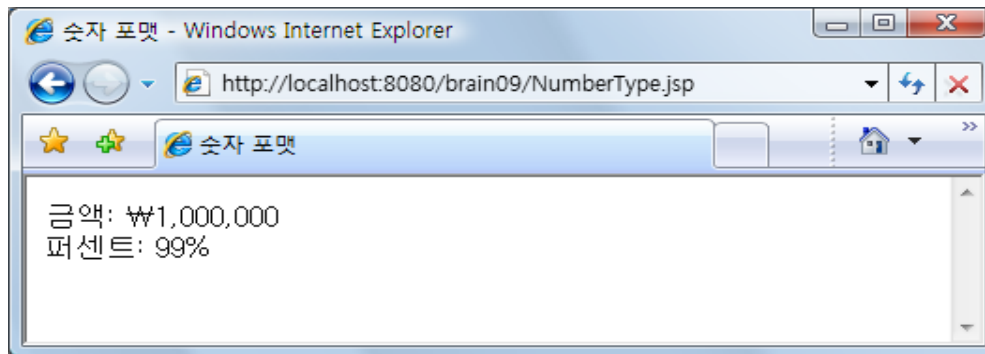 숫자 포맷 - Windows Internet Explorer
http://localhost:8080/brain09/NumberType.jsp
숫자 포맷
금액: ₩1,000,000
퍼센트: 99%